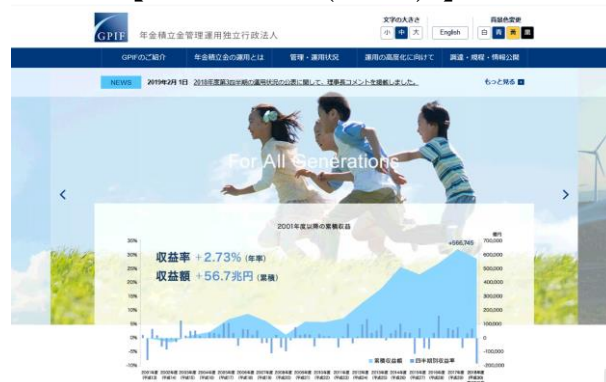 GPIF 年金積立金管理運用独立行政法人
文字の大きさ
小 中 大
English
背景色変更
白 青 黄 黒
GPIFのご紹介 年金積立金の運用とは 管理・運用状況 運用の高度化に向けて 調達・規程・情報公開
NEWS 2019年2月1日 2018年度第3四半期の運用状況の公表に関して、理事長コメントを掲載しました。 もっと見る
For All Generations
2001年度以降の累積収益
収益率 +2.73% (年率)
収益額 +56.7兆円 (累積)
+566,745
億円
30%
25%
20%
15%
10%
5%
0%
-5%
-10%
700,000
600,000
500,000
400,000
300,000
200,000
100,000
0
-100,000
-200,000
累積収益額 四半期別収益率